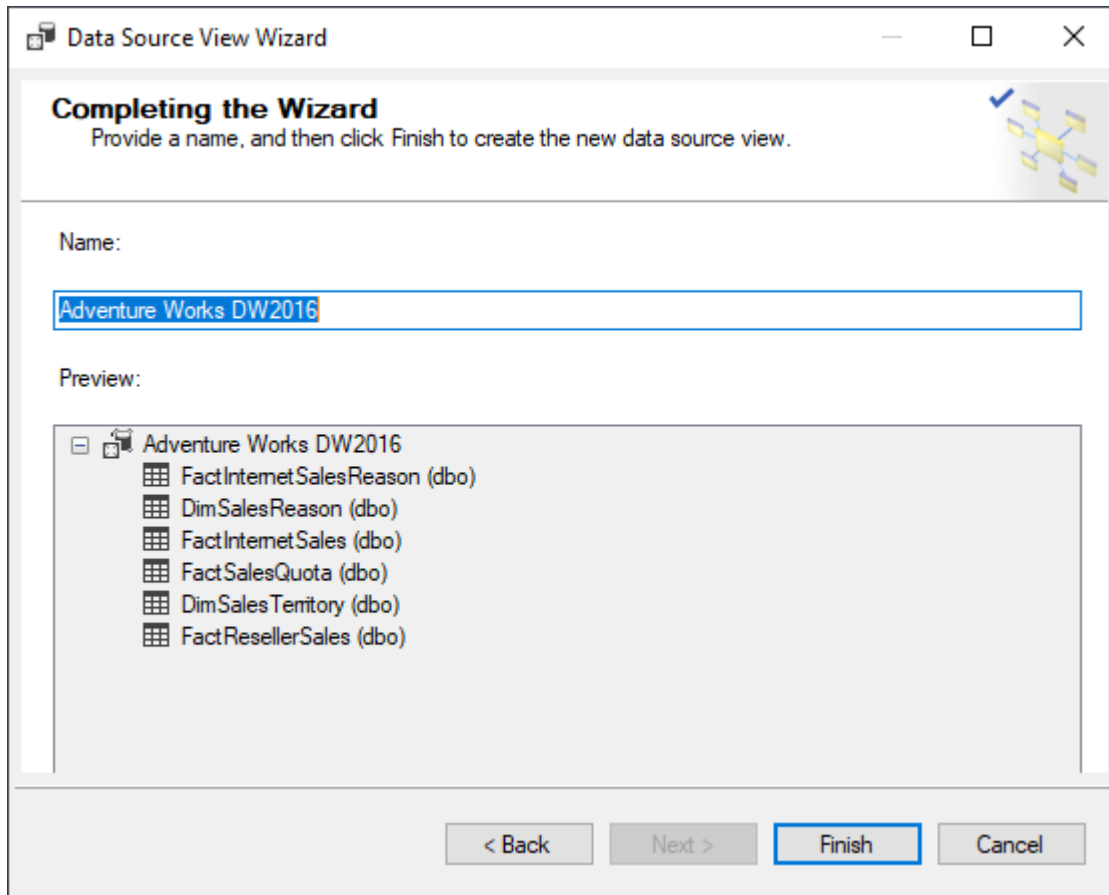 Data Source View Wizard
Completing the Wizard
Provide a name, and then click Finish to create the new data source view.
Name:
Adventure Works DW2016
Preview:
Adventure Works DW2016
FactInternetSalesReason (dbo)
DimSalesReason (dbo)
FactInternetSales (dbo)
FactSalesQuota (dbo)
DimSalesTerritory (dbo)
FactResellerSales (dbo)
< Back Next > Finish Cancel